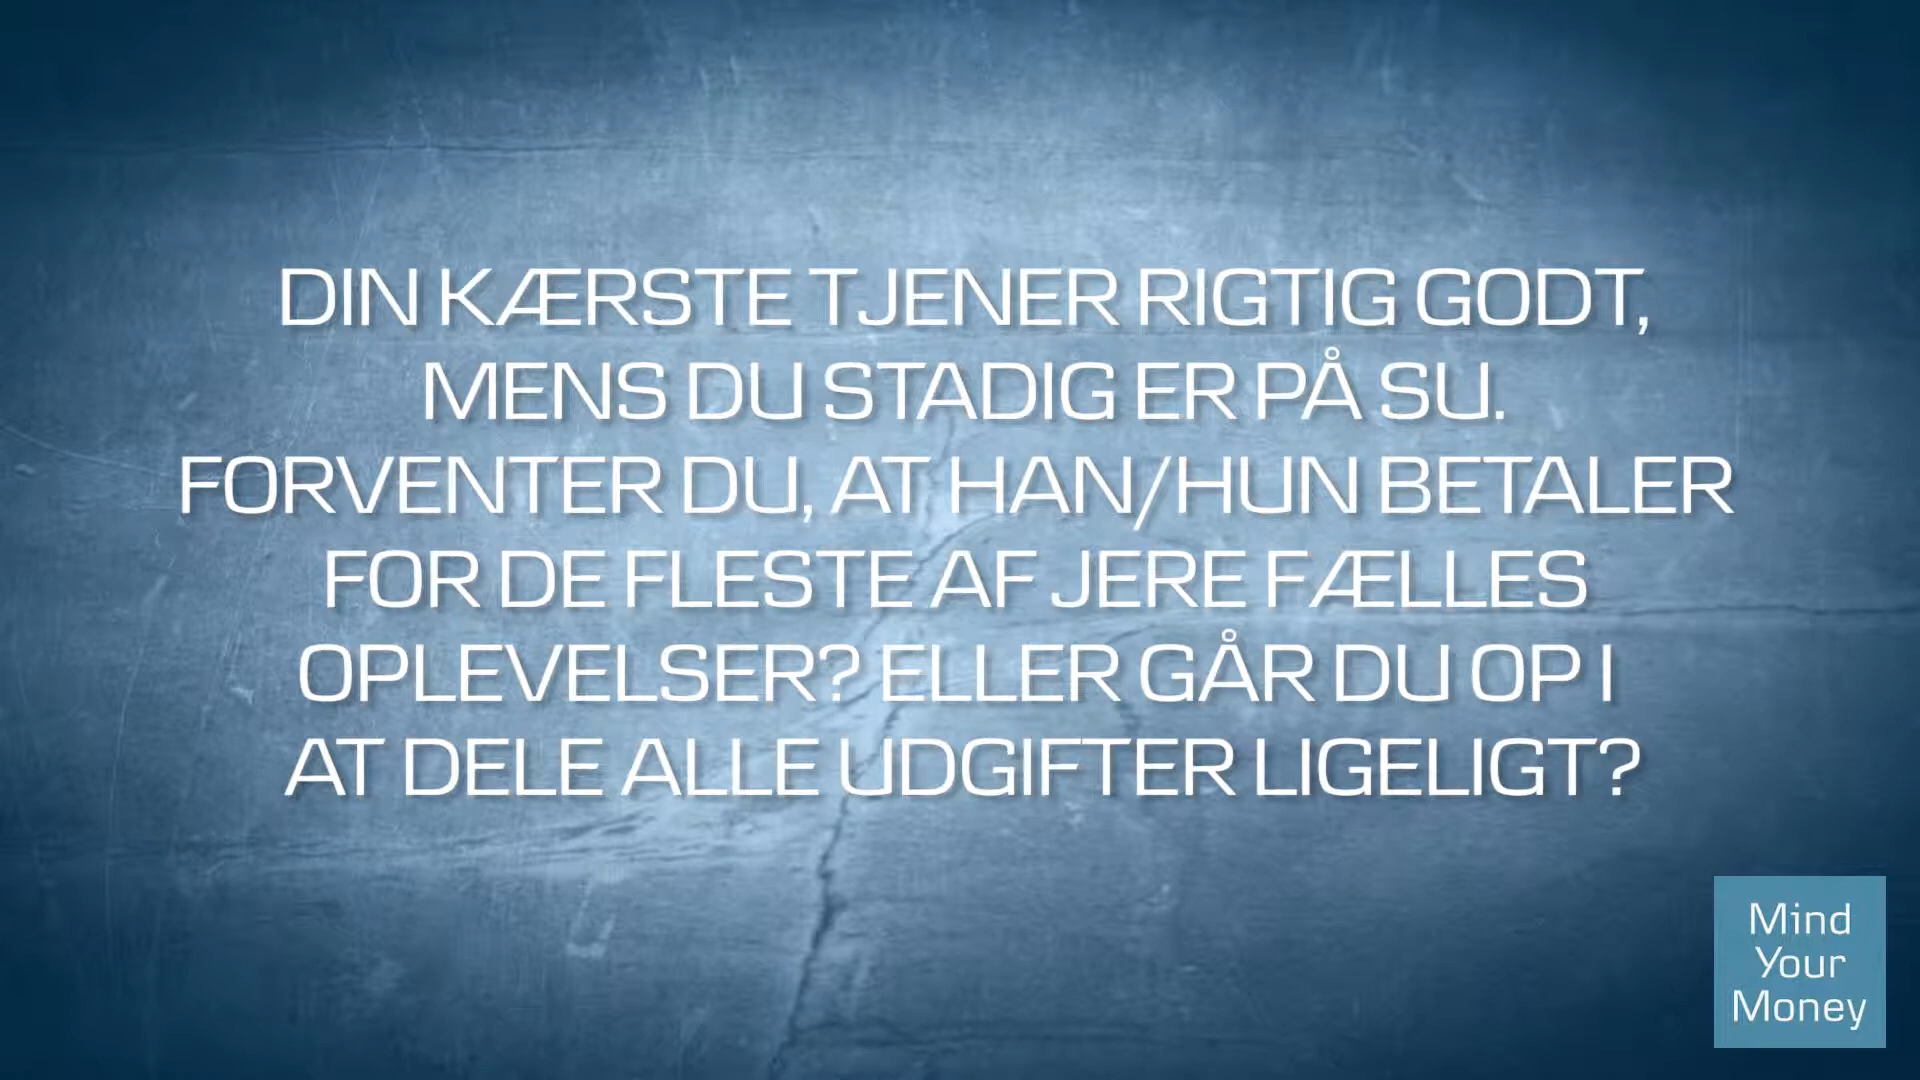 DIN KÆRSTE TJENER RIGTIG GODT,
MENS DU STADIG ER PÅ SU.
FORVENTER DU, AT HAN/HUN BETALER
FOR DE FLESTE AF JERE FÆLLES
OPLEVELSER? ELLER GÅR DU OP I
AT DELE ALLE UDGIFTER LIGELIGT?
Mind
Your
Money